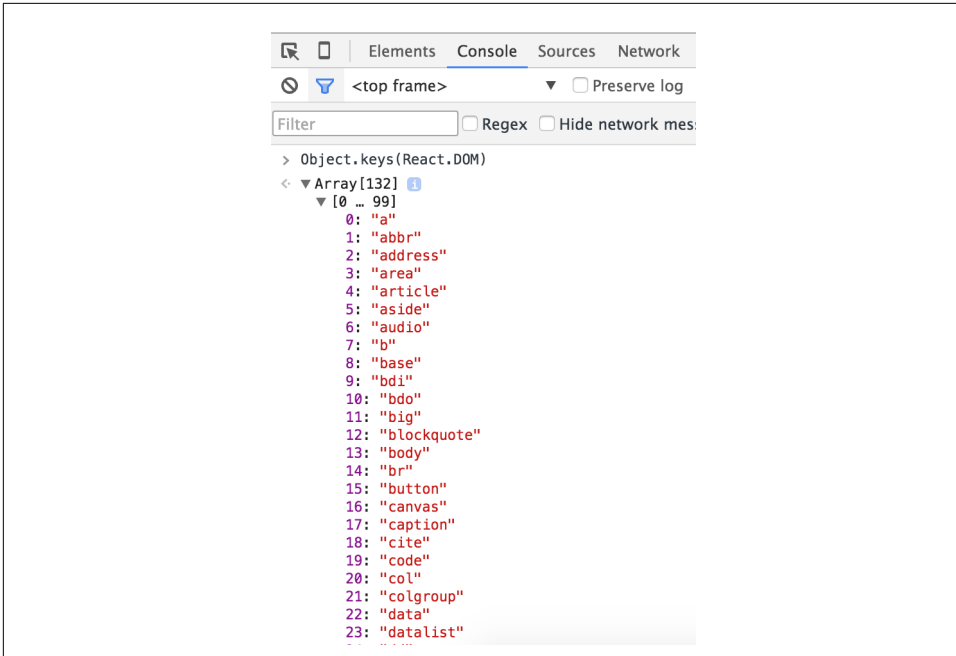 Elements Console Sources Network
<top frame> ▼ Preserve log
Filter Regex Hide network mes
> Object.keys(React.DOM)
▼Array[132] i
▼[0 … 99]
0: "a"
1: "abbr"
2: "address"
3: "area"
4: "article"
5: "aside"
6: "audio"
7: "b"
8: "base"
9: "bdi"
10: "bdo"
11: "big"
12: "blockquote"
13: "body"
14: "br"
15: "button"
16: "canvas"
17: "caption"
18: "cite"
19: "code"
20: "col"
21: "colgroup"
22: "data"
23: "datalist"